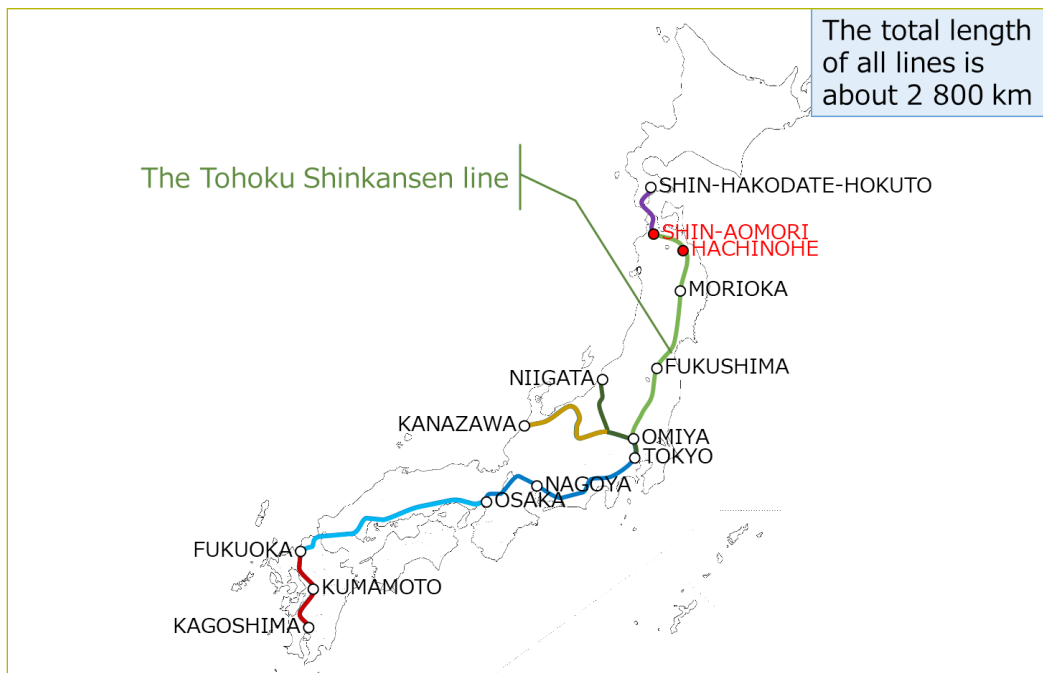 The total length
of all lines is
about 2 800 km
The Tohoku Shinkansen line
SHIN-HAKODATE-HOKUTO
SHIN-AOMORI
HACHINOHE
MORIOKA
FUKUSHIMA
NIIGATA
KANAZAWA
OMIYA
TOKYO
NAGOYA
OSAKA
FUKUOKA
KUMAMOTO
KAGOSHIMA